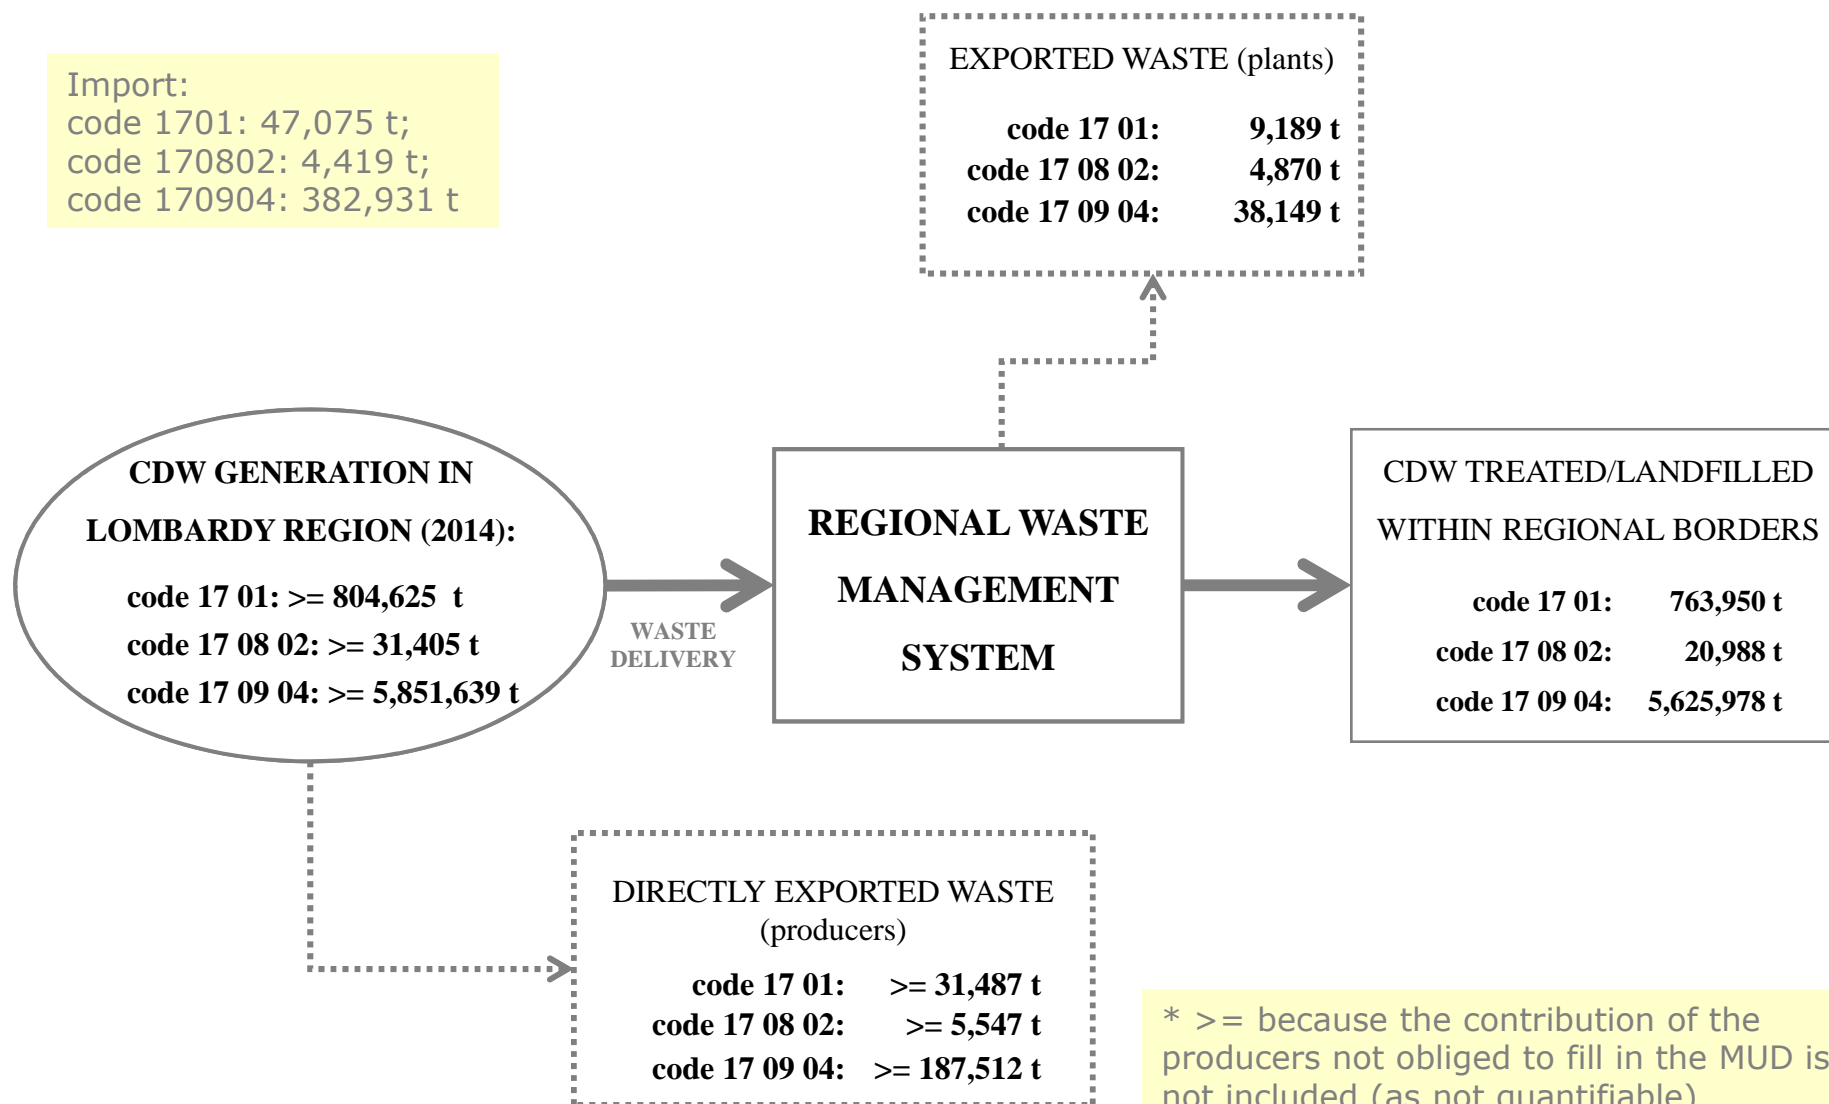 Import:
code 1701: 47,075 t;
code 170802: 4,419 t;
code 170904: 382,931 t
EXPORTED WASTE (plants)
code 17 01: 9,189 t
code 17 08 02: 4,870 t
code 17 09 04: 38,149 t
CDW GENERATION IN
LOMBARDY REGION (2014):
code 17 01: >= 804,625 t
code 17 08 02: >= 31,405 t
code 17 09 04: >= 5,851,639 t
WASTE
DELIVERY
REGIONAL WASTE
MANAGEMENT
SYSTEM
CDW TREATED/LANDFILLED
WITHIN REGIONAL BORDERS
code 17 01: 763,950 t
code 17 08 02: 20,988 t
code 17 09 04: 5,625,978 t
DIRECTLY EXPORTED WASTE
(producers)
code 17 01: >= 31,487 t
code 17 08 02: >= 5,547 t
code 17 09 04: >= 187,512 t
* >= because the contribution of the
producers not obliged to fill in the MUD is
not included (as not quantifiable)